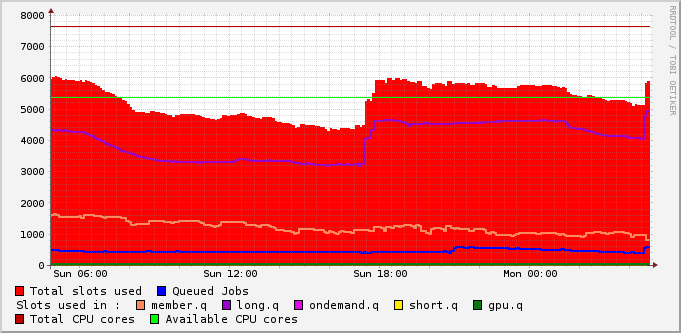 8000
7000
6000
5000
4000
3000
2000
1000
0
Sun 06:00 Sun 12:00 Sun 18:00 Mon 00:00
Total slots used Queued Jobs
Slots used in : member.q long.q ondemand.q short.q gpu.q
Total CPU cores Available CPU cores
RRDTOOL / TOBI OETIKER